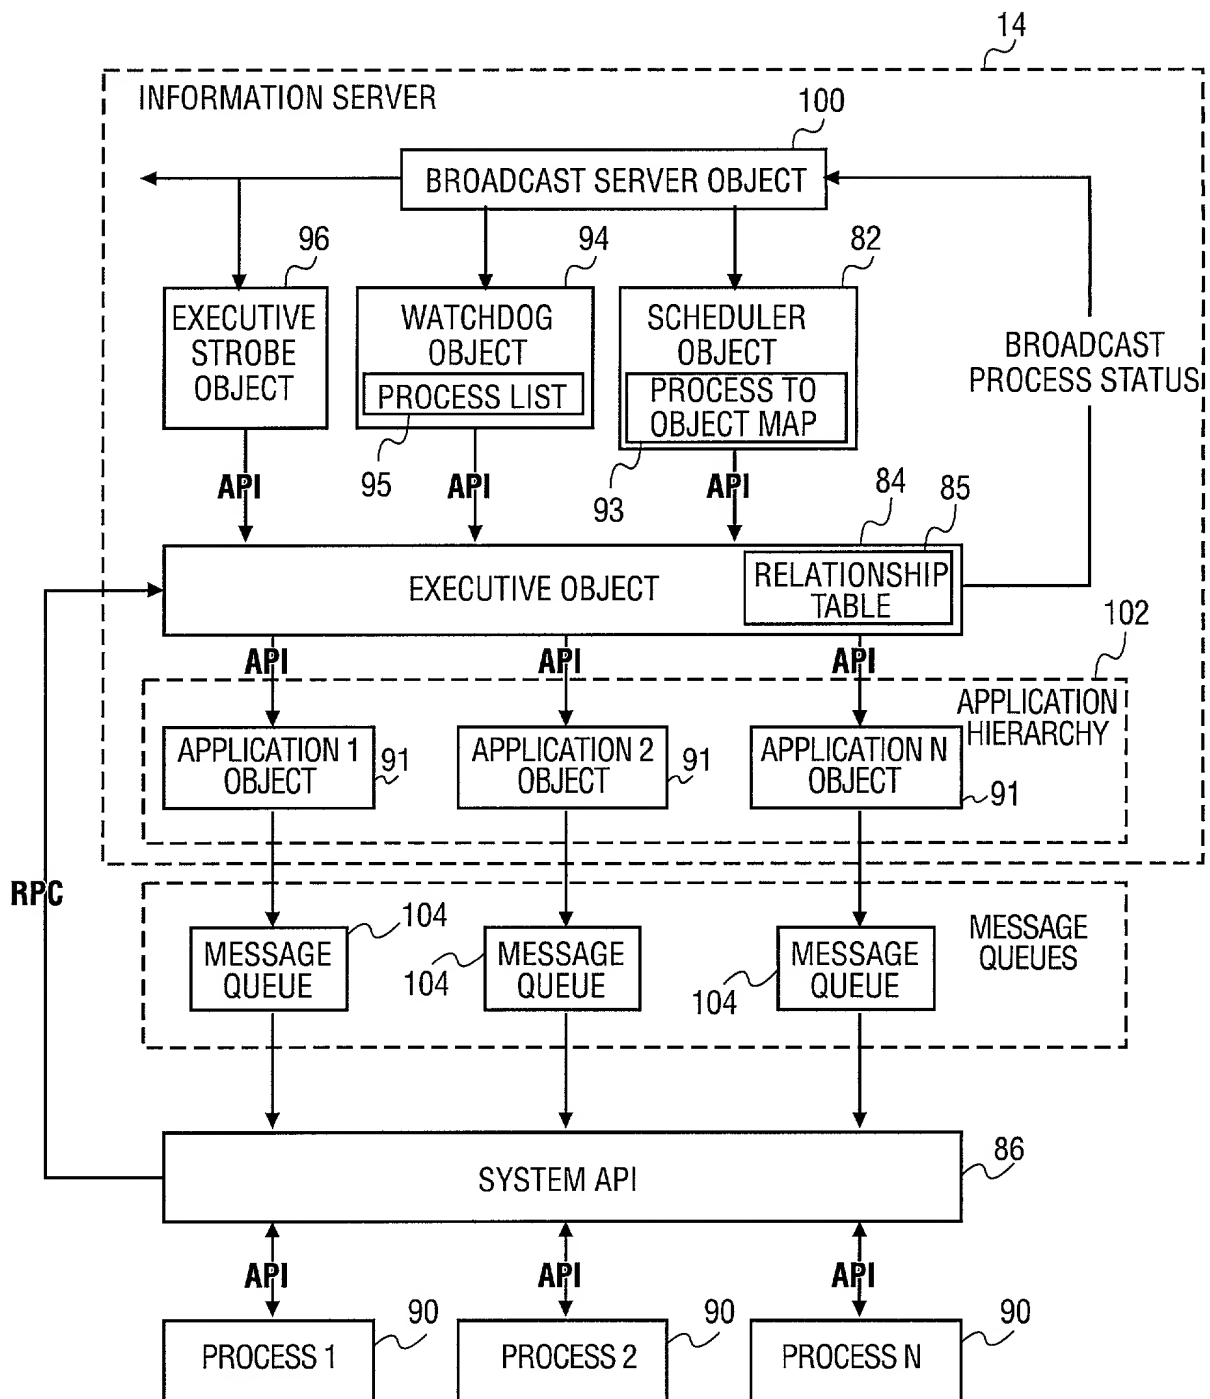 14
INFORMATION SERVER
100
BROADCAST SERVER OBJECT
96
94
82
EXECUTIVE
STROBE
OBJECT
WATCHDOG
OBJECT
PROCESS LIST
SCHEDULER
OBJECT
PROCESS TO
OBJECT MAP
BROADCAST
PROCESS STATUS
API
95
API
93
API
84
85
EXECUTIVE OBJECT
RELATIONSHIP
TABLE
102
API
API
API
APPLICATION
HIERARCHY
APPLICATION 1
OBJECT
91
APPLICATION 2
OBJECT
91
APPLICATION N
OBJECT
91
RPC
104
MESSAGE
QUEUE
104
MESSAGE
QUEUE
104
MESSAGE
QUEUE
MESSAGE
QUEUES
SYSTEM API
86
API
API
API
90
90
90
PROCESS 1
PROCESS 2
PROCESS N